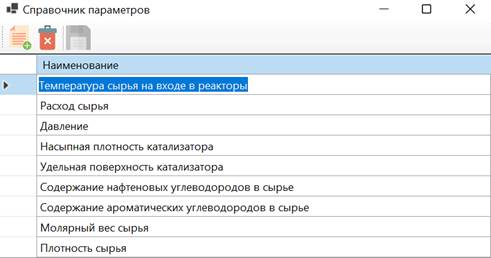 Справочник параметров
Наименование
Температура сырья на входе в реакторы
Расход сырья
Давление
Насыпная плотность катализатора
Удельная поверхность катализатора
Содержание нафтеновых углеводородов в сырье
Содержание ароматических углеводородов в сырье
Молярный вес сырья
Плотность сырья